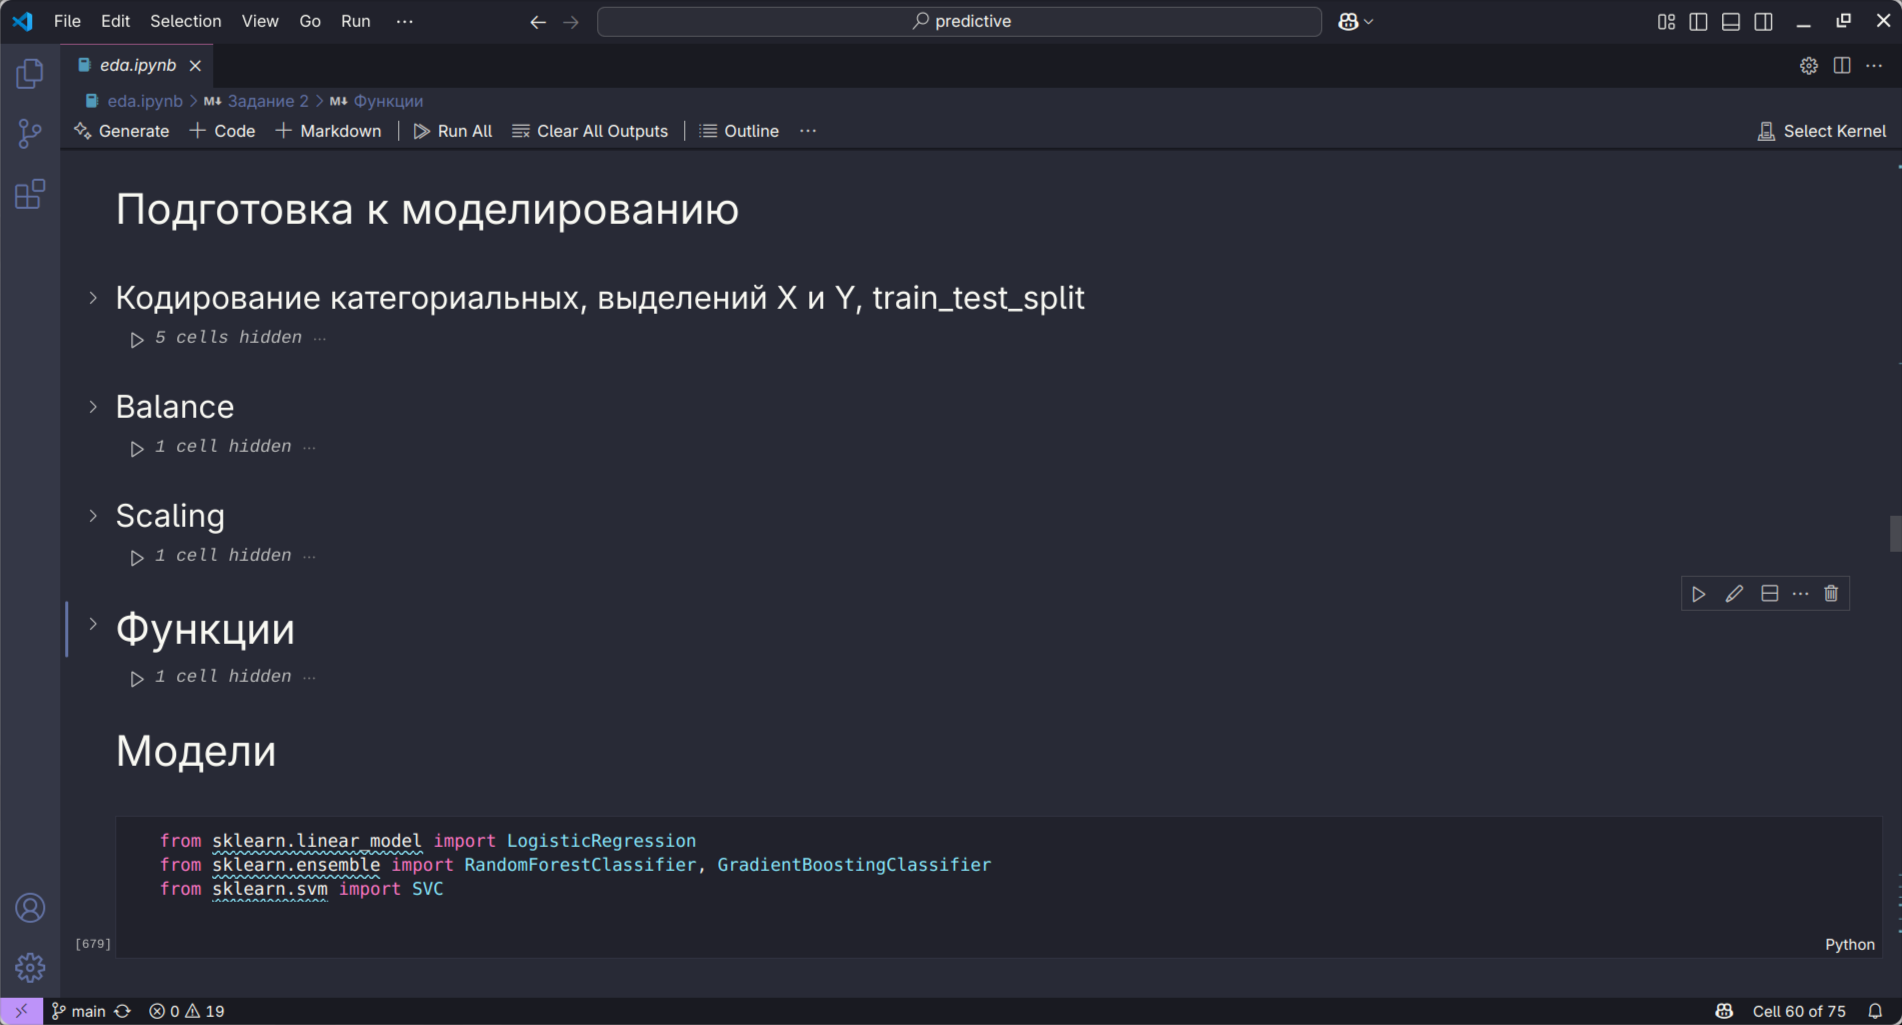 File Edit Selection View Go Run ···
predictive
eda.ipynb
eda.ipynb > M↓ Задание 2 > M↓ Функции
Generate + Code + Markdown | Run All Clear All Outputs | Outline ···
Select Kernel
Подготовка к моделированию
Кодирование категориальных, выделений X и Y, train_test_split
5 cells hidden ···
Balance
1 cell hidden ···
Scaling
1 cell hidden ···
Функции
1 cell hidden ···
Модели
from sklearn.linear_model import LogisticRegression
from sklearn.ensemble import RandomForestClassifier, GradientBoostingClassifier
from sklearn.svm import SVC
[679]
Python
main 0 19
Cell 60 of 75